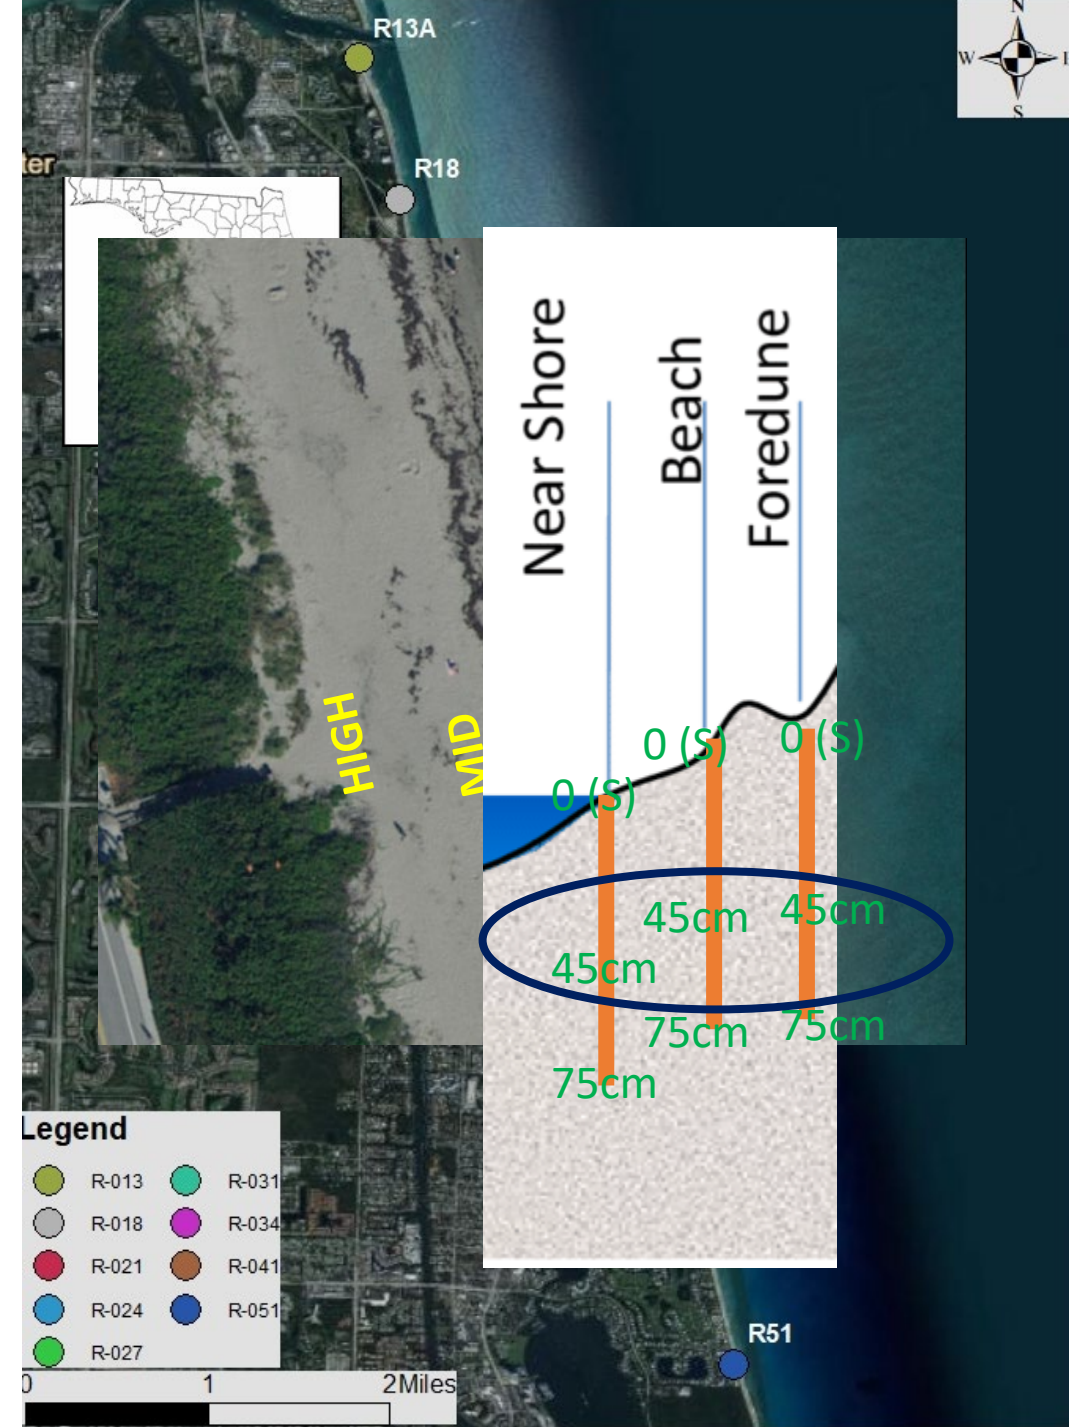 R13A
N
W
S
R18
ter
Near Shore
Beach
Foredune
HIGH
MID
0 (S)
0 (S)
0 (S)
45cm
45cm
45cm
75cm
75cm
75cm
Legend
R-013
R-031
R-018
R-034
R-021
R-041
R-024
R-051
R-027
0 1 2Miles
R51